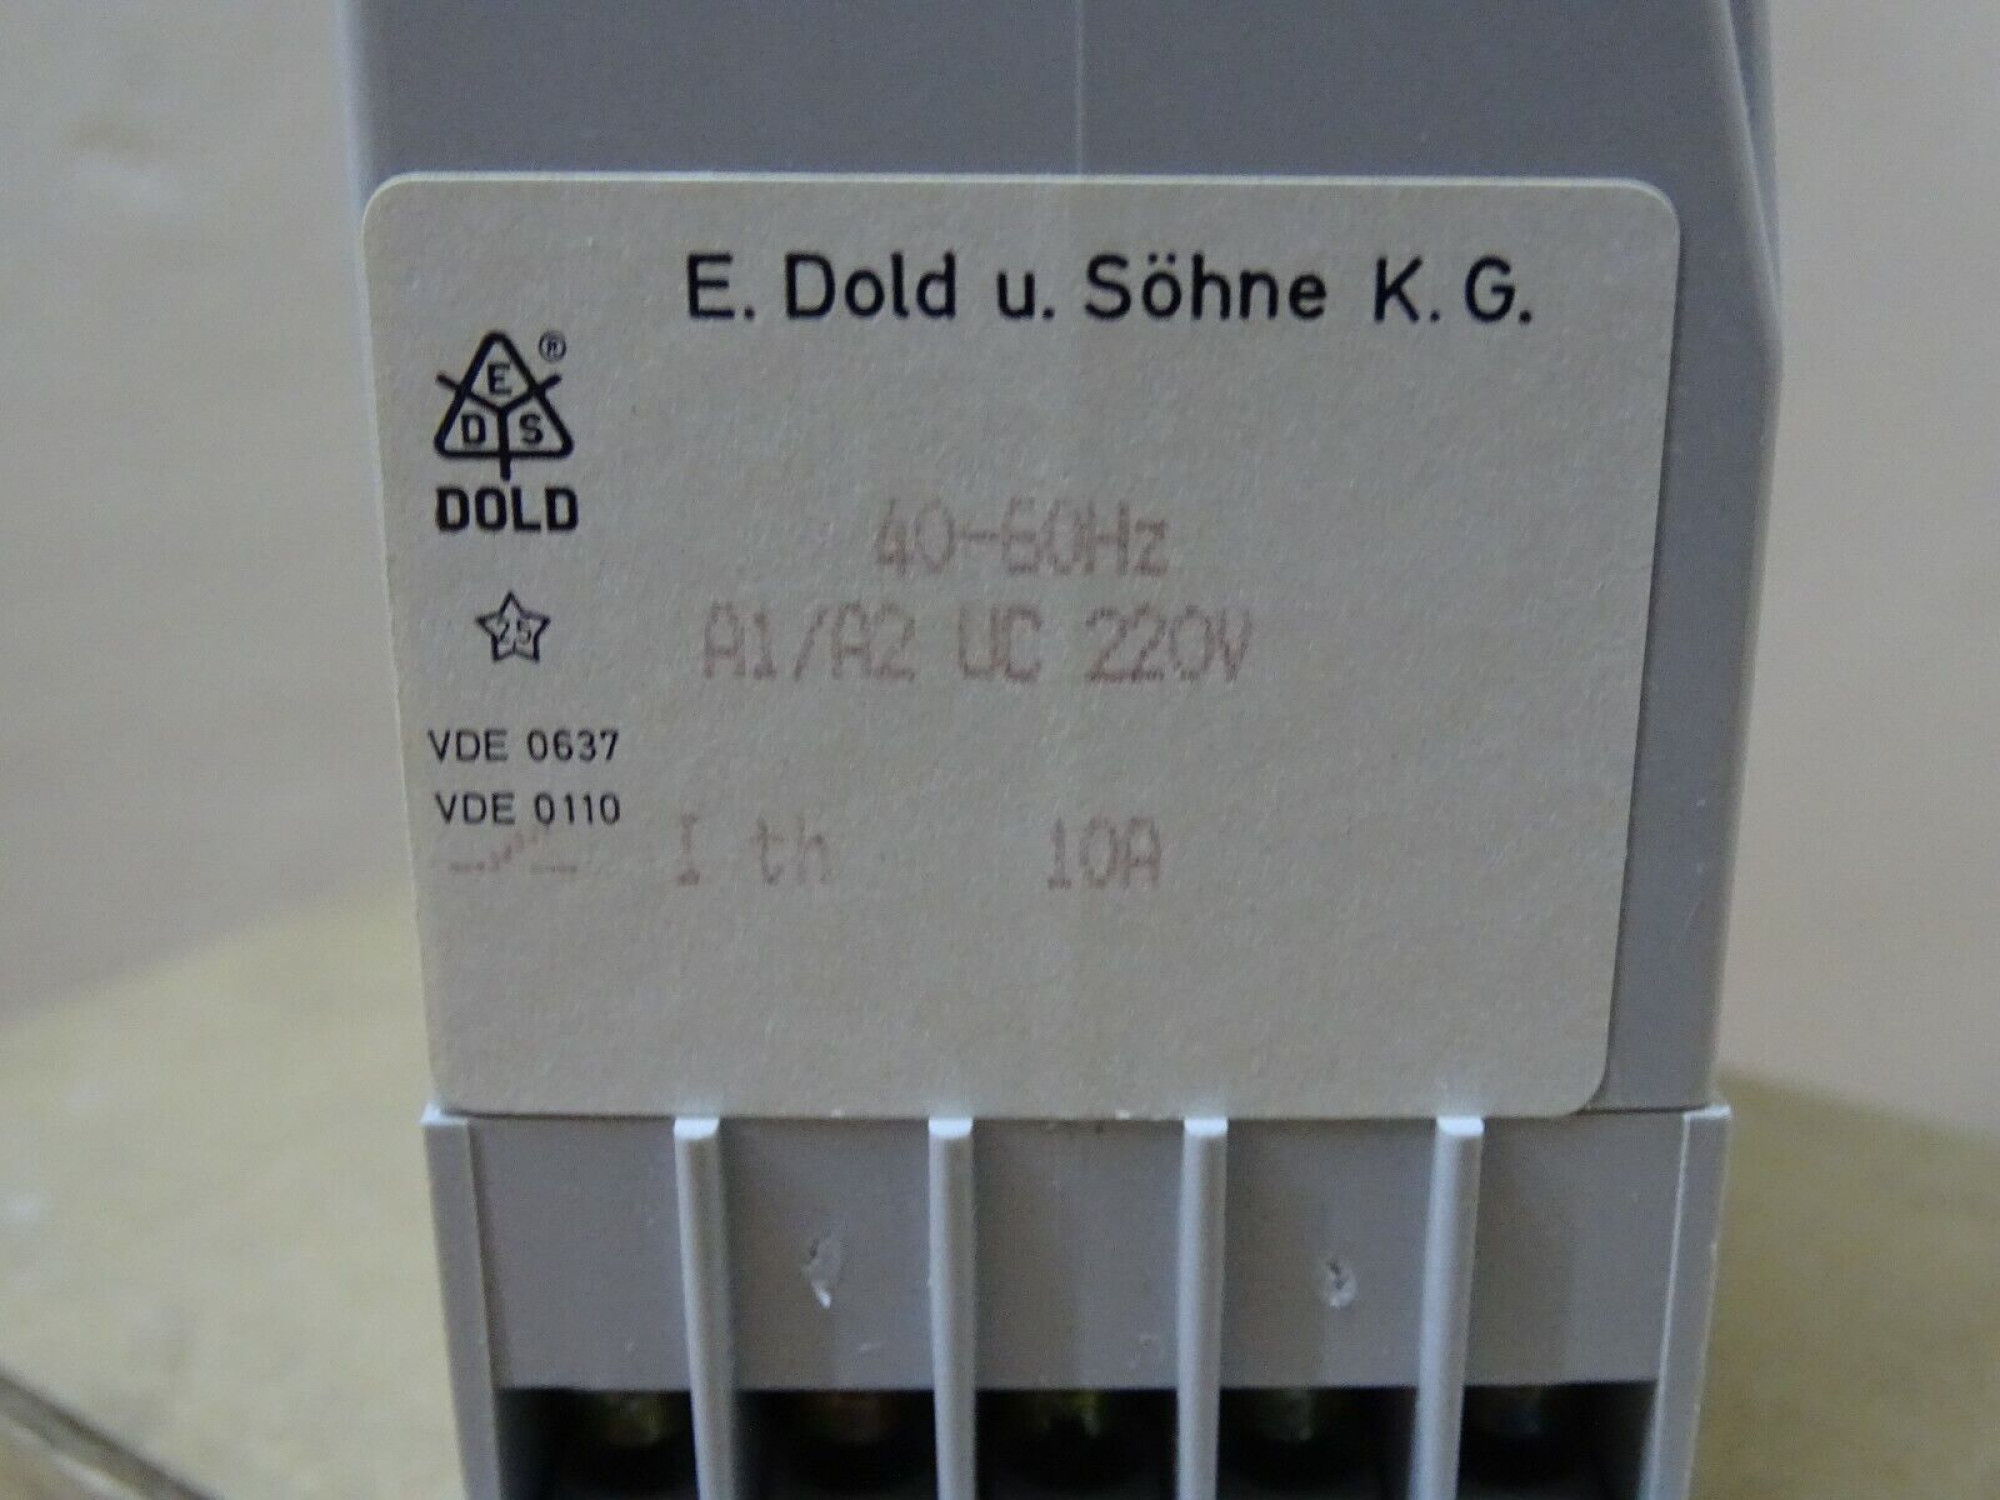 E. Dold u. Söhne K. G.
®
E
D S
DOLD
25
40-60Hz
A1/A2 UC 220V
VDE 0637
VDE 0110
I th 10A